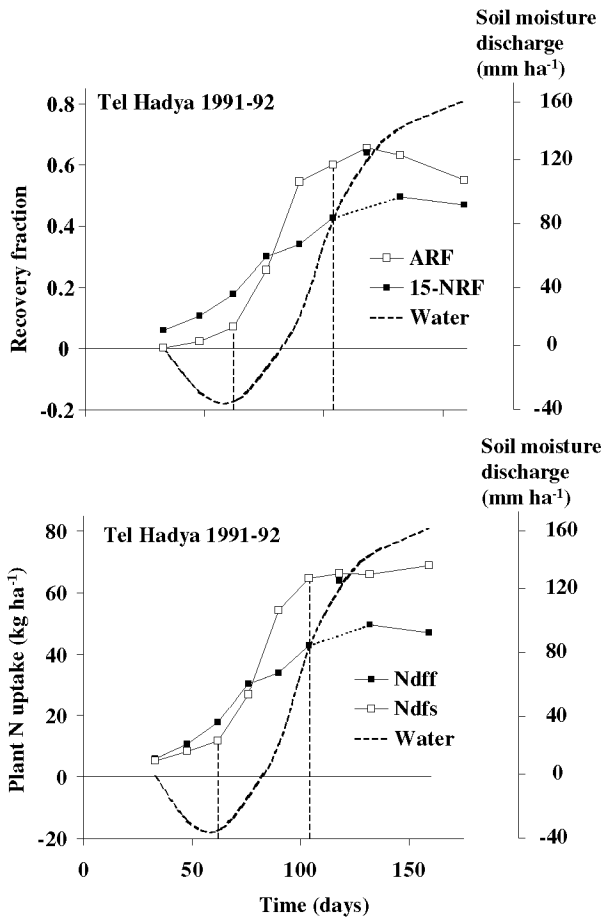 Soil moisture
discharge
(mm ha-1)
Tel Hadya 1991-92
0.8
0.6
0.4
0.2
0
-0.2
Recovery fraction
160
120
80
40
0
-40
ARF
15-NRF
Water
Soil moisture
discharge
(mm ha-1)
Tel Hadya 1991-92
80
60
40
20
0
-20
Plant N uptake (kg ha-1)
160
120
80
40
0
-40
Ndff
Ndfs
Water
0
50
100
150
Time (days)